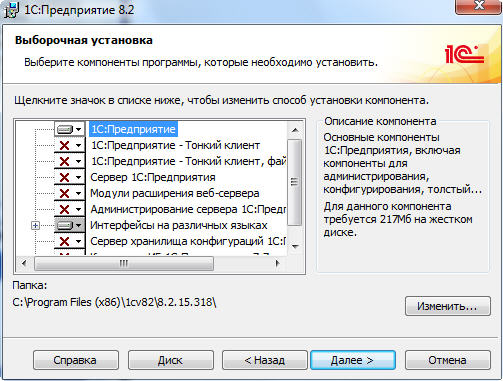 1С:Предприятие 8.2
Выборочная установка
Выберите компоненты программы, которые необходимо установить.
1С
Щелкните значок в списке ниже, чтобы изменить способ установки компонента.
1С:Предприятие
1С:Предприятие - Тонкий клиент
1С:Предприятие - Тонкий клиент, фай
Сервер 1С:Предприятия
Модули расширения веб-сервера
Администрирование сервера 1С:Предп
Интерфейсы на различных языках
Сервер хранилища конфигураций 1С:П
Описание компонента
Основные компоненты
1С:Предприятия, включая
компоненты для
администрирования,
конфигурирования, толстый...
Для данного компонента
требуется 217Мб на жестком
диске.
Папка:
C:\Program Files (x86)\1cv82\8.2.15.318\
Изменить...
Справка
Диск
< Назад
Далее >
Отмена